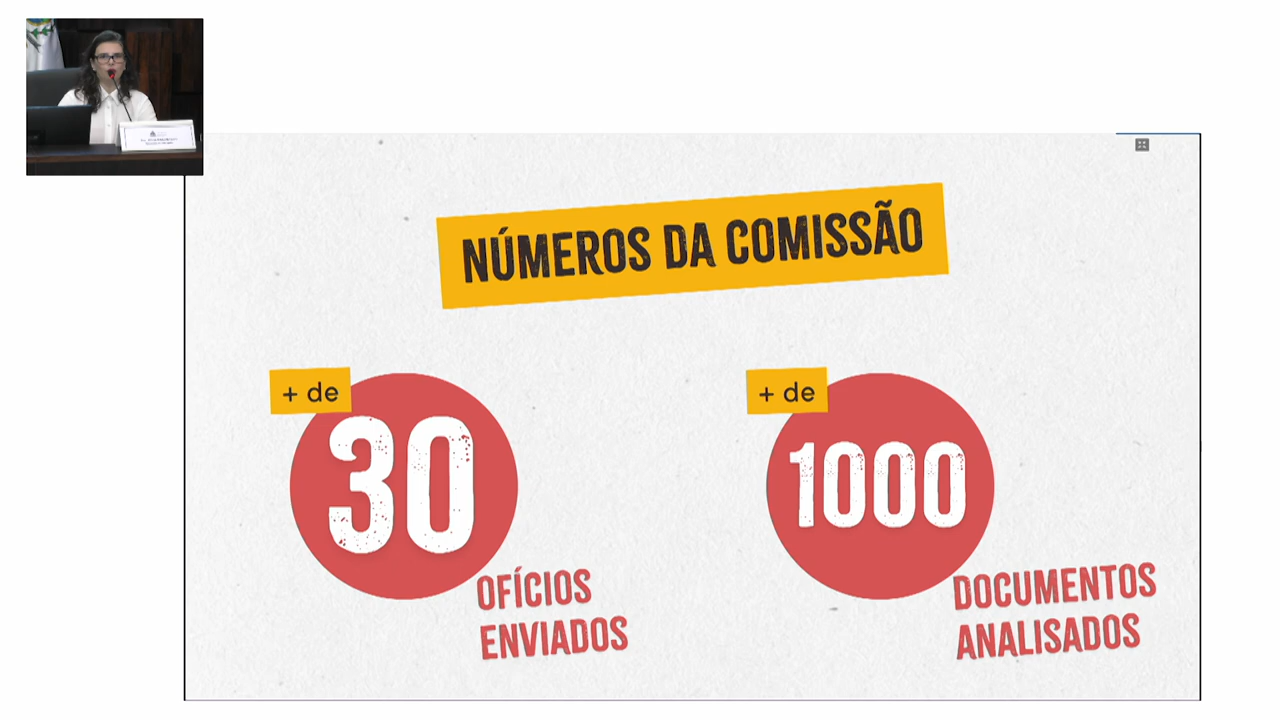 NÚMEROS DA COMISSÃO
+ de
30
OFÍCIOS
ENVIADOS
+ de
1000
DOCUMENTOS
ANALISADOS